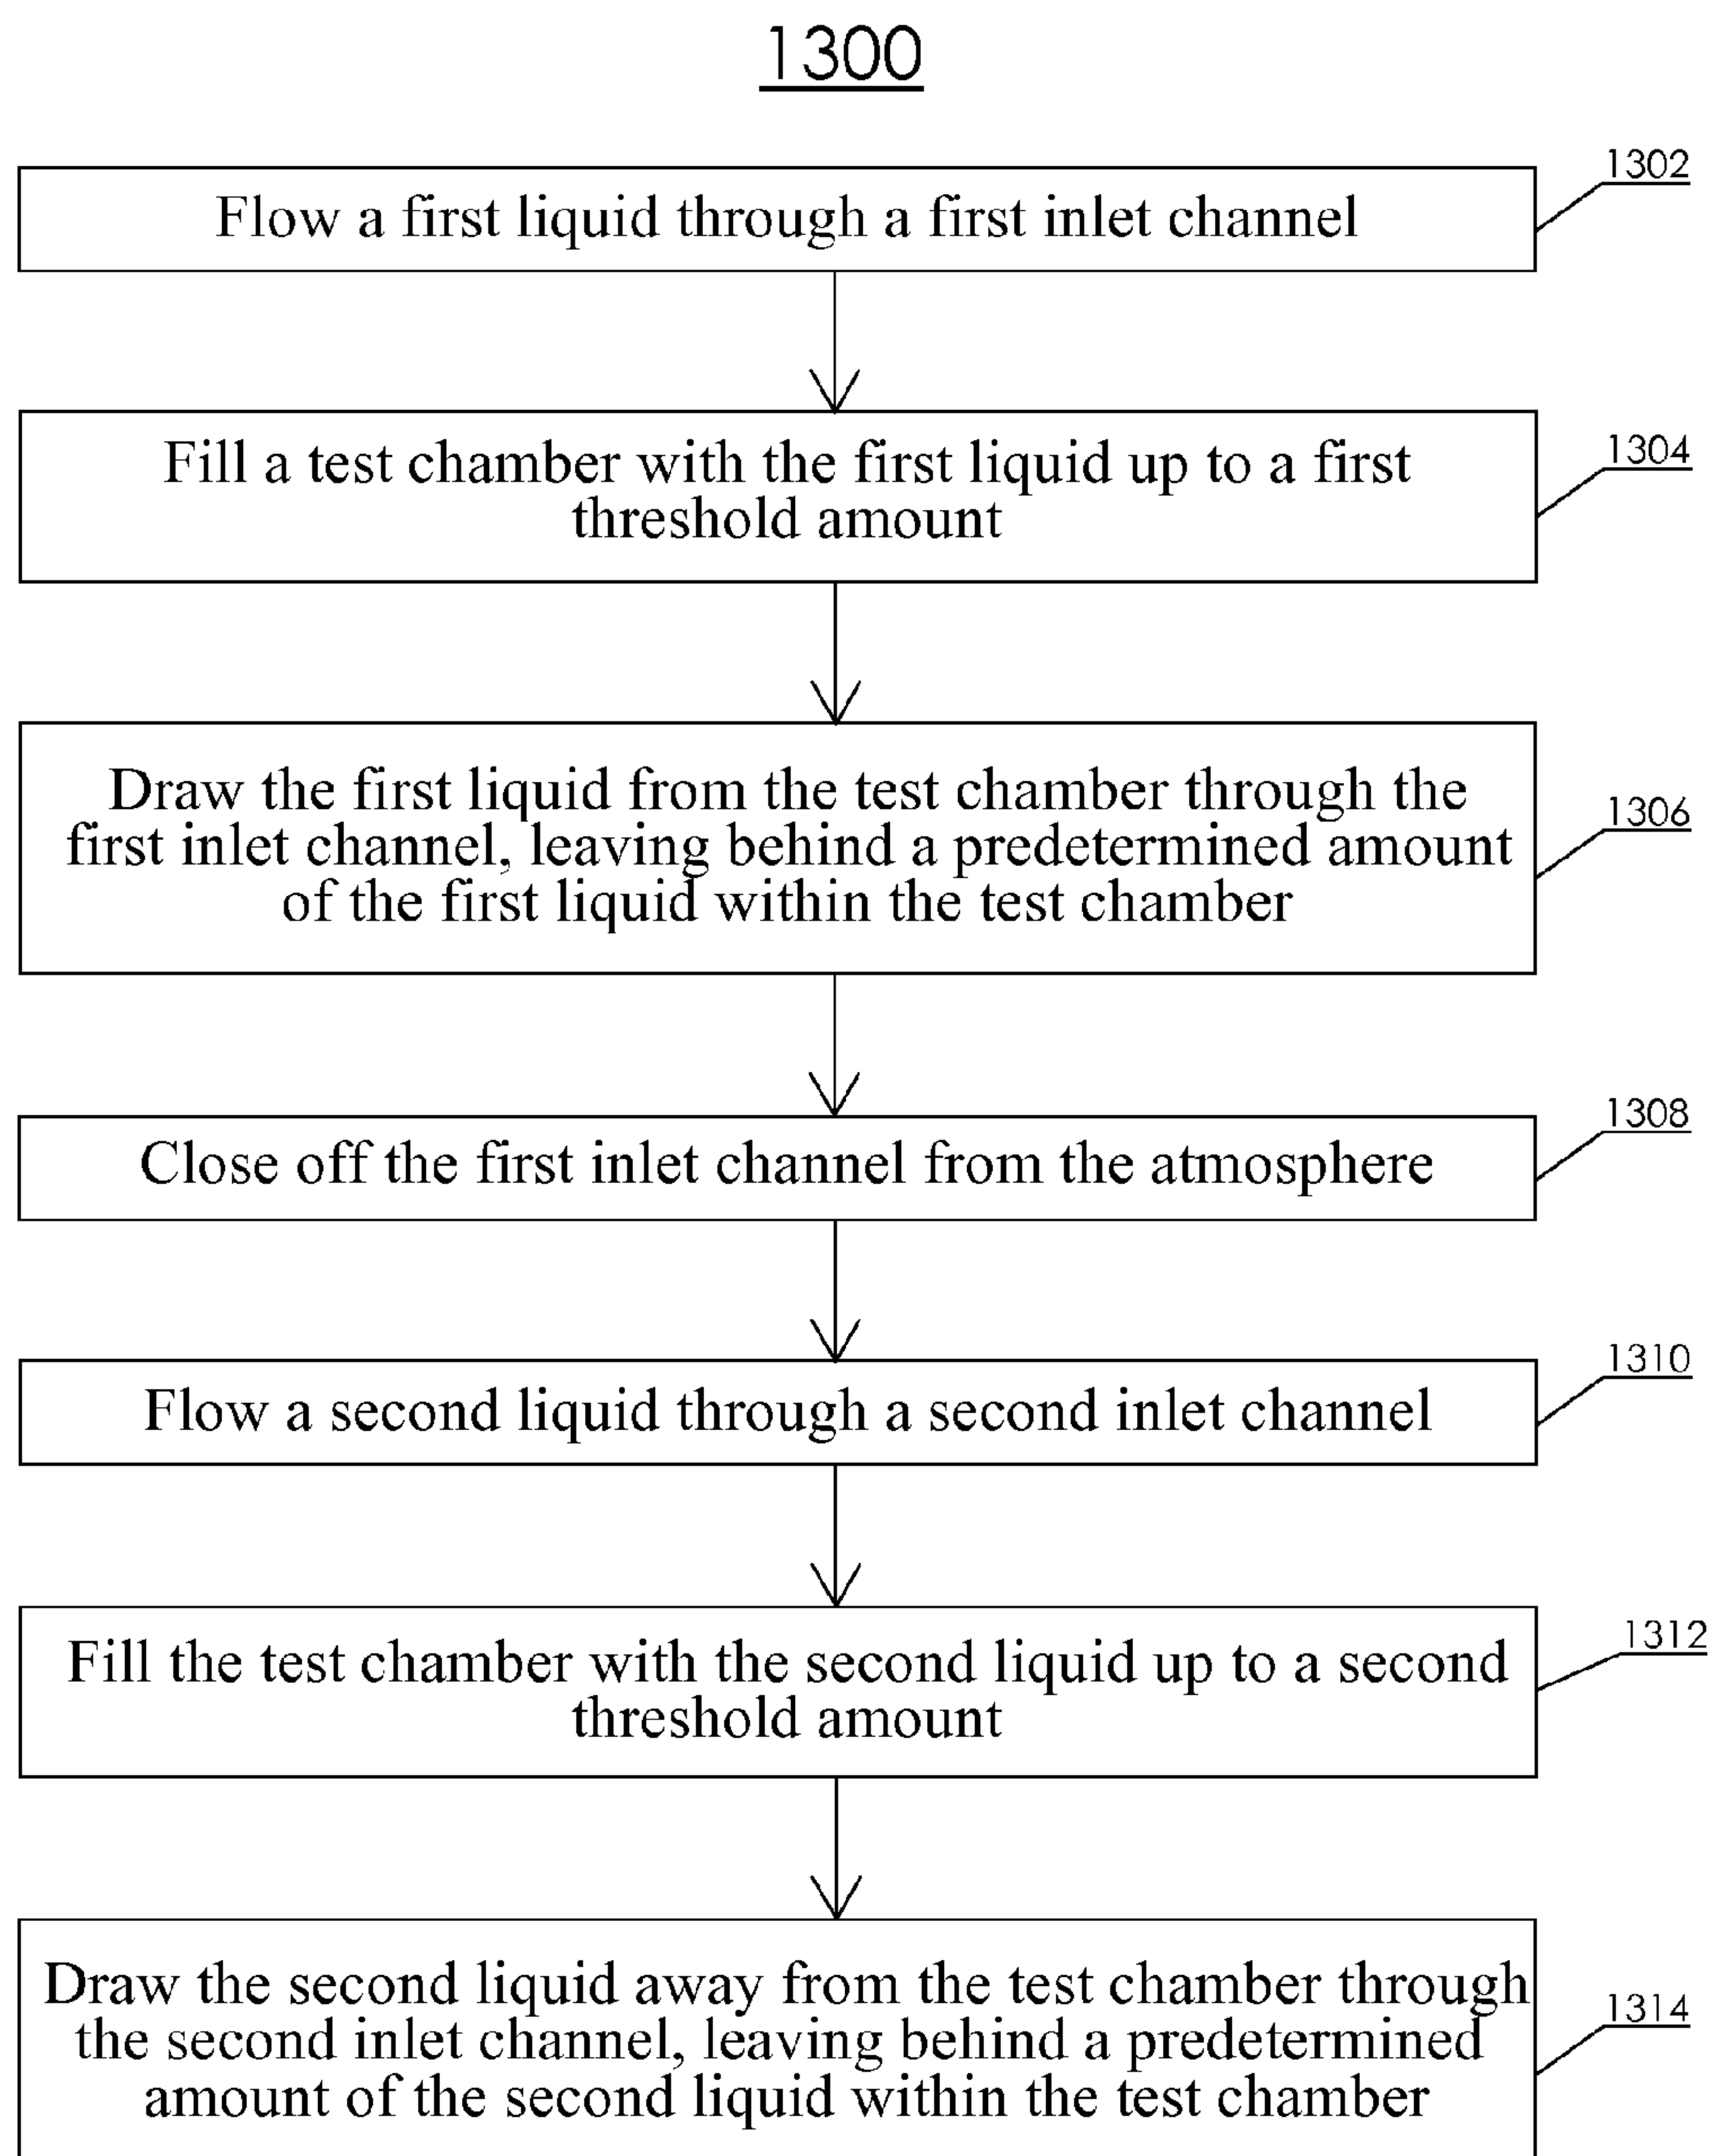 1300
1302
Flow a first liquid through a first inlet channel
1304
Fill a test chamber with the first liquid up to a first
threshold amount
1306
Draw the first liquid from the test chamber through the
first inlet channel, leaving behind a predetermined amount
of the first liquid within the test chamber
1308
Close off the first inlet channel from the atmosphere
1310
Flow a second liquid through a second inlet channel
1312
Fill the test chamber with the second liquid up to a second
threshold amount
1314
Draw the second liquid away from the test chamber through
the second inlet channel, leaving behind a predetermined
amount of the second liquid within the test chamber